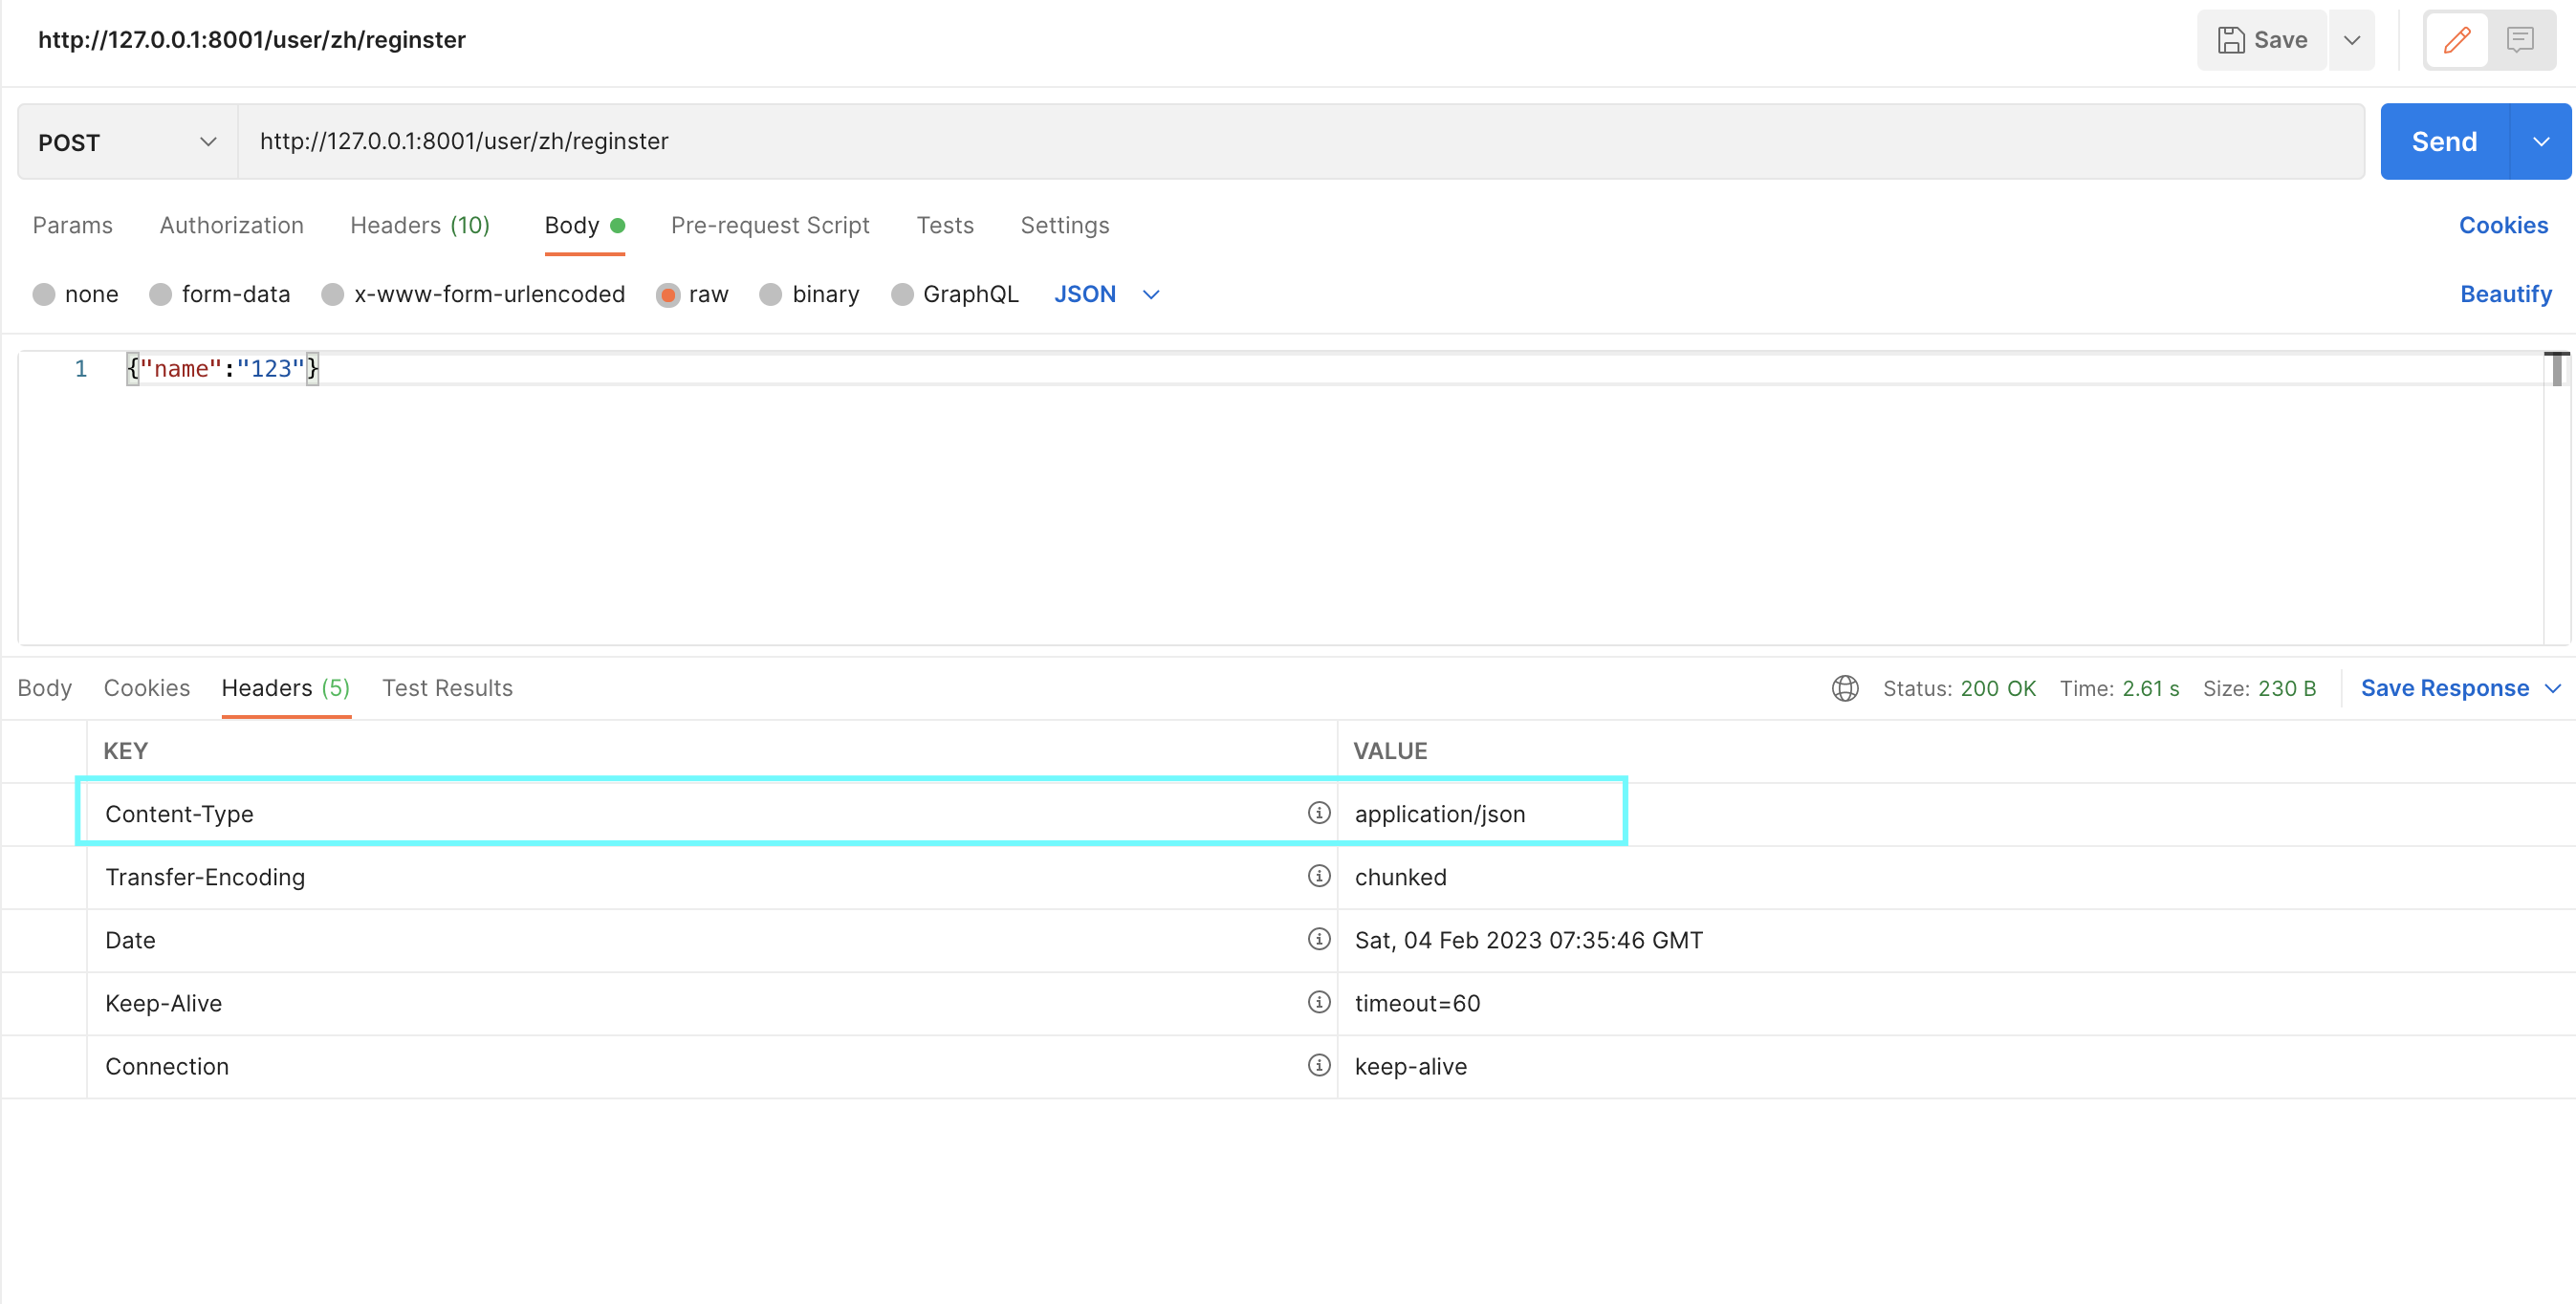 http://127.0.0.1:8001/user/zh/reginster Save
POST http://127.0.0.1:8001/user/zh/reginster Send
Params Authorization Headers (10) Body Pre-request Script Tests Settings Cookies
none form-data x-www-form-urlencoded raw binary GraphQL JSON Beautify
1 {"name":"123"}
Body Cookies Headers (5) Test Results Status: 200 OK Time: 2.61 s Size: 230 B Save Response
KEY VALUE
Content-Type application/json
Transfer-Encoding chunked
Date Sat, 04 Feb 2023 07:35:46 GMT
Keep-Alive timeout=60
Connection keep-alive